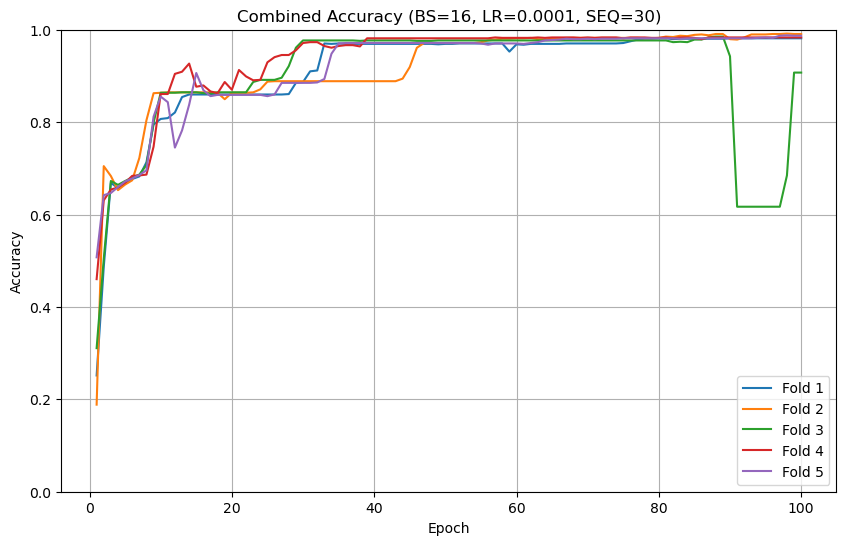 Combined Accuracy (BS=16, LR=0.0001, SEQ=30)
Accuracy
1.0
0.8
0.6
0.4
0.2
0.0
0
20
40
60
80
100
Epoch
Fold 1
Fold 2
Fold 3
Fold 4
Fold 5